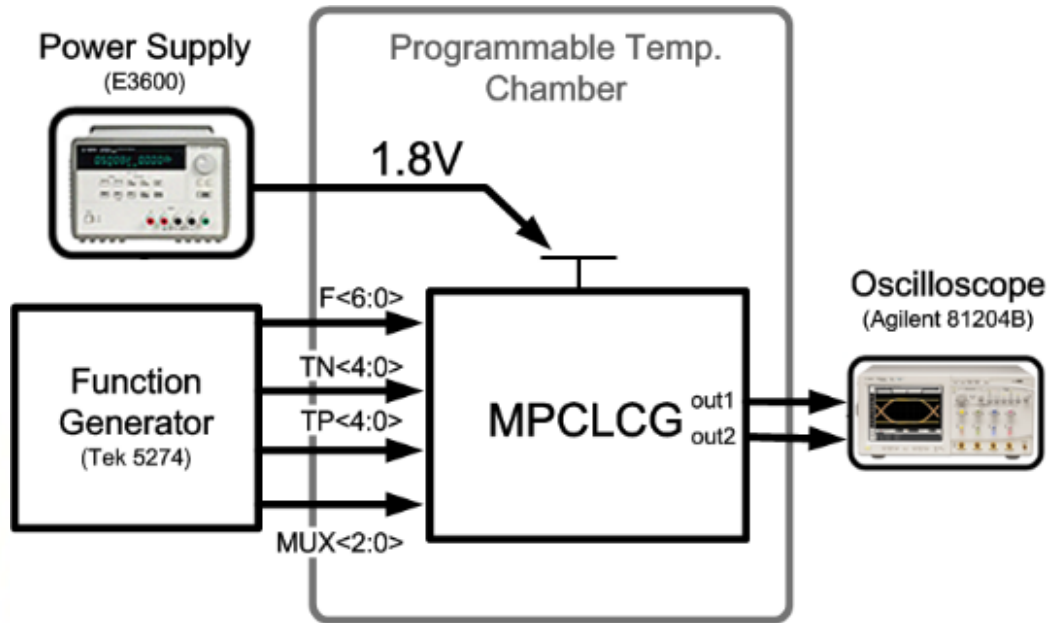 Power Supply
(E3600)
Programmable Temp.
Chamber
1.8V
Function
Generator
(Tek 5274)
F<6:0>
TN<4:0>
TP<4:0>
MUX<2:0>
MPCLCG
out1
out2
Oscilloscope
(Agilent 81204B)